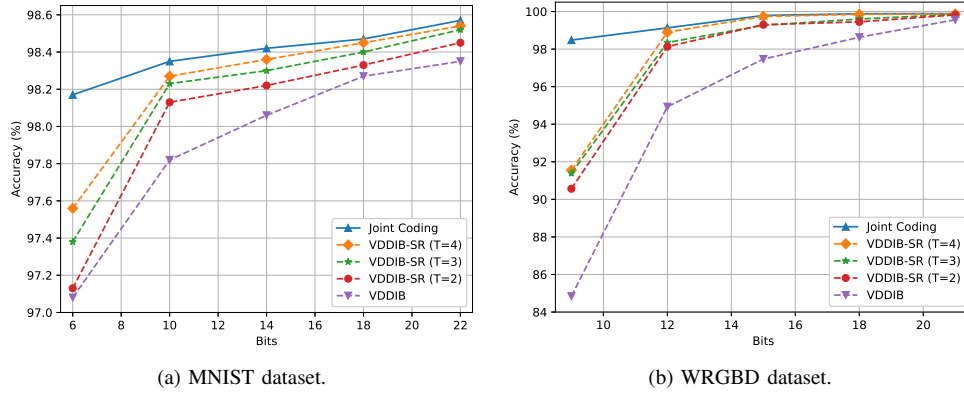 98.6
98.4
98.2
98.0
97.8
97.6
97.4
97.2
97.0
Accuracy (%)
6 8 10 12 14 16 18 20 22
Bits
Joint Coding
VDDIB-SR (T=4)
VDDIB-SR (T=3)
VDDIB-SR (T=2)
VDDIB
(a) MNIST dataset.
100
98
96
94
92
90
88
86
84
Accuracy (%)
10 12 14 16 18 20
Bits
Joint Coding
VDDIB-SR (T=4)
VDDIB-SR (T=3)
VDDIB-SR (T=2)
VDDIB
(b) WRGBD dataset.